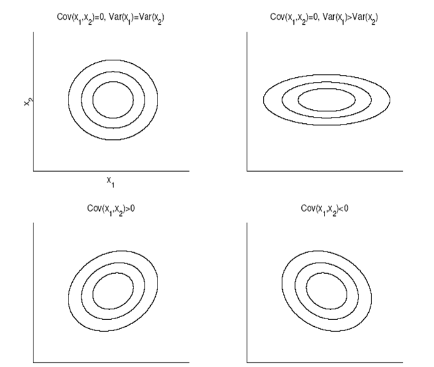 Cov(x₁,x₂)=0, Var(x₁)=Var(x₂)
Cov(x₁,x₂)=0, Var(x₁)>Var(x₂)
x₂
x₁
Cov(x₁,x₂)>0
Cov(x₁,x₂)<0